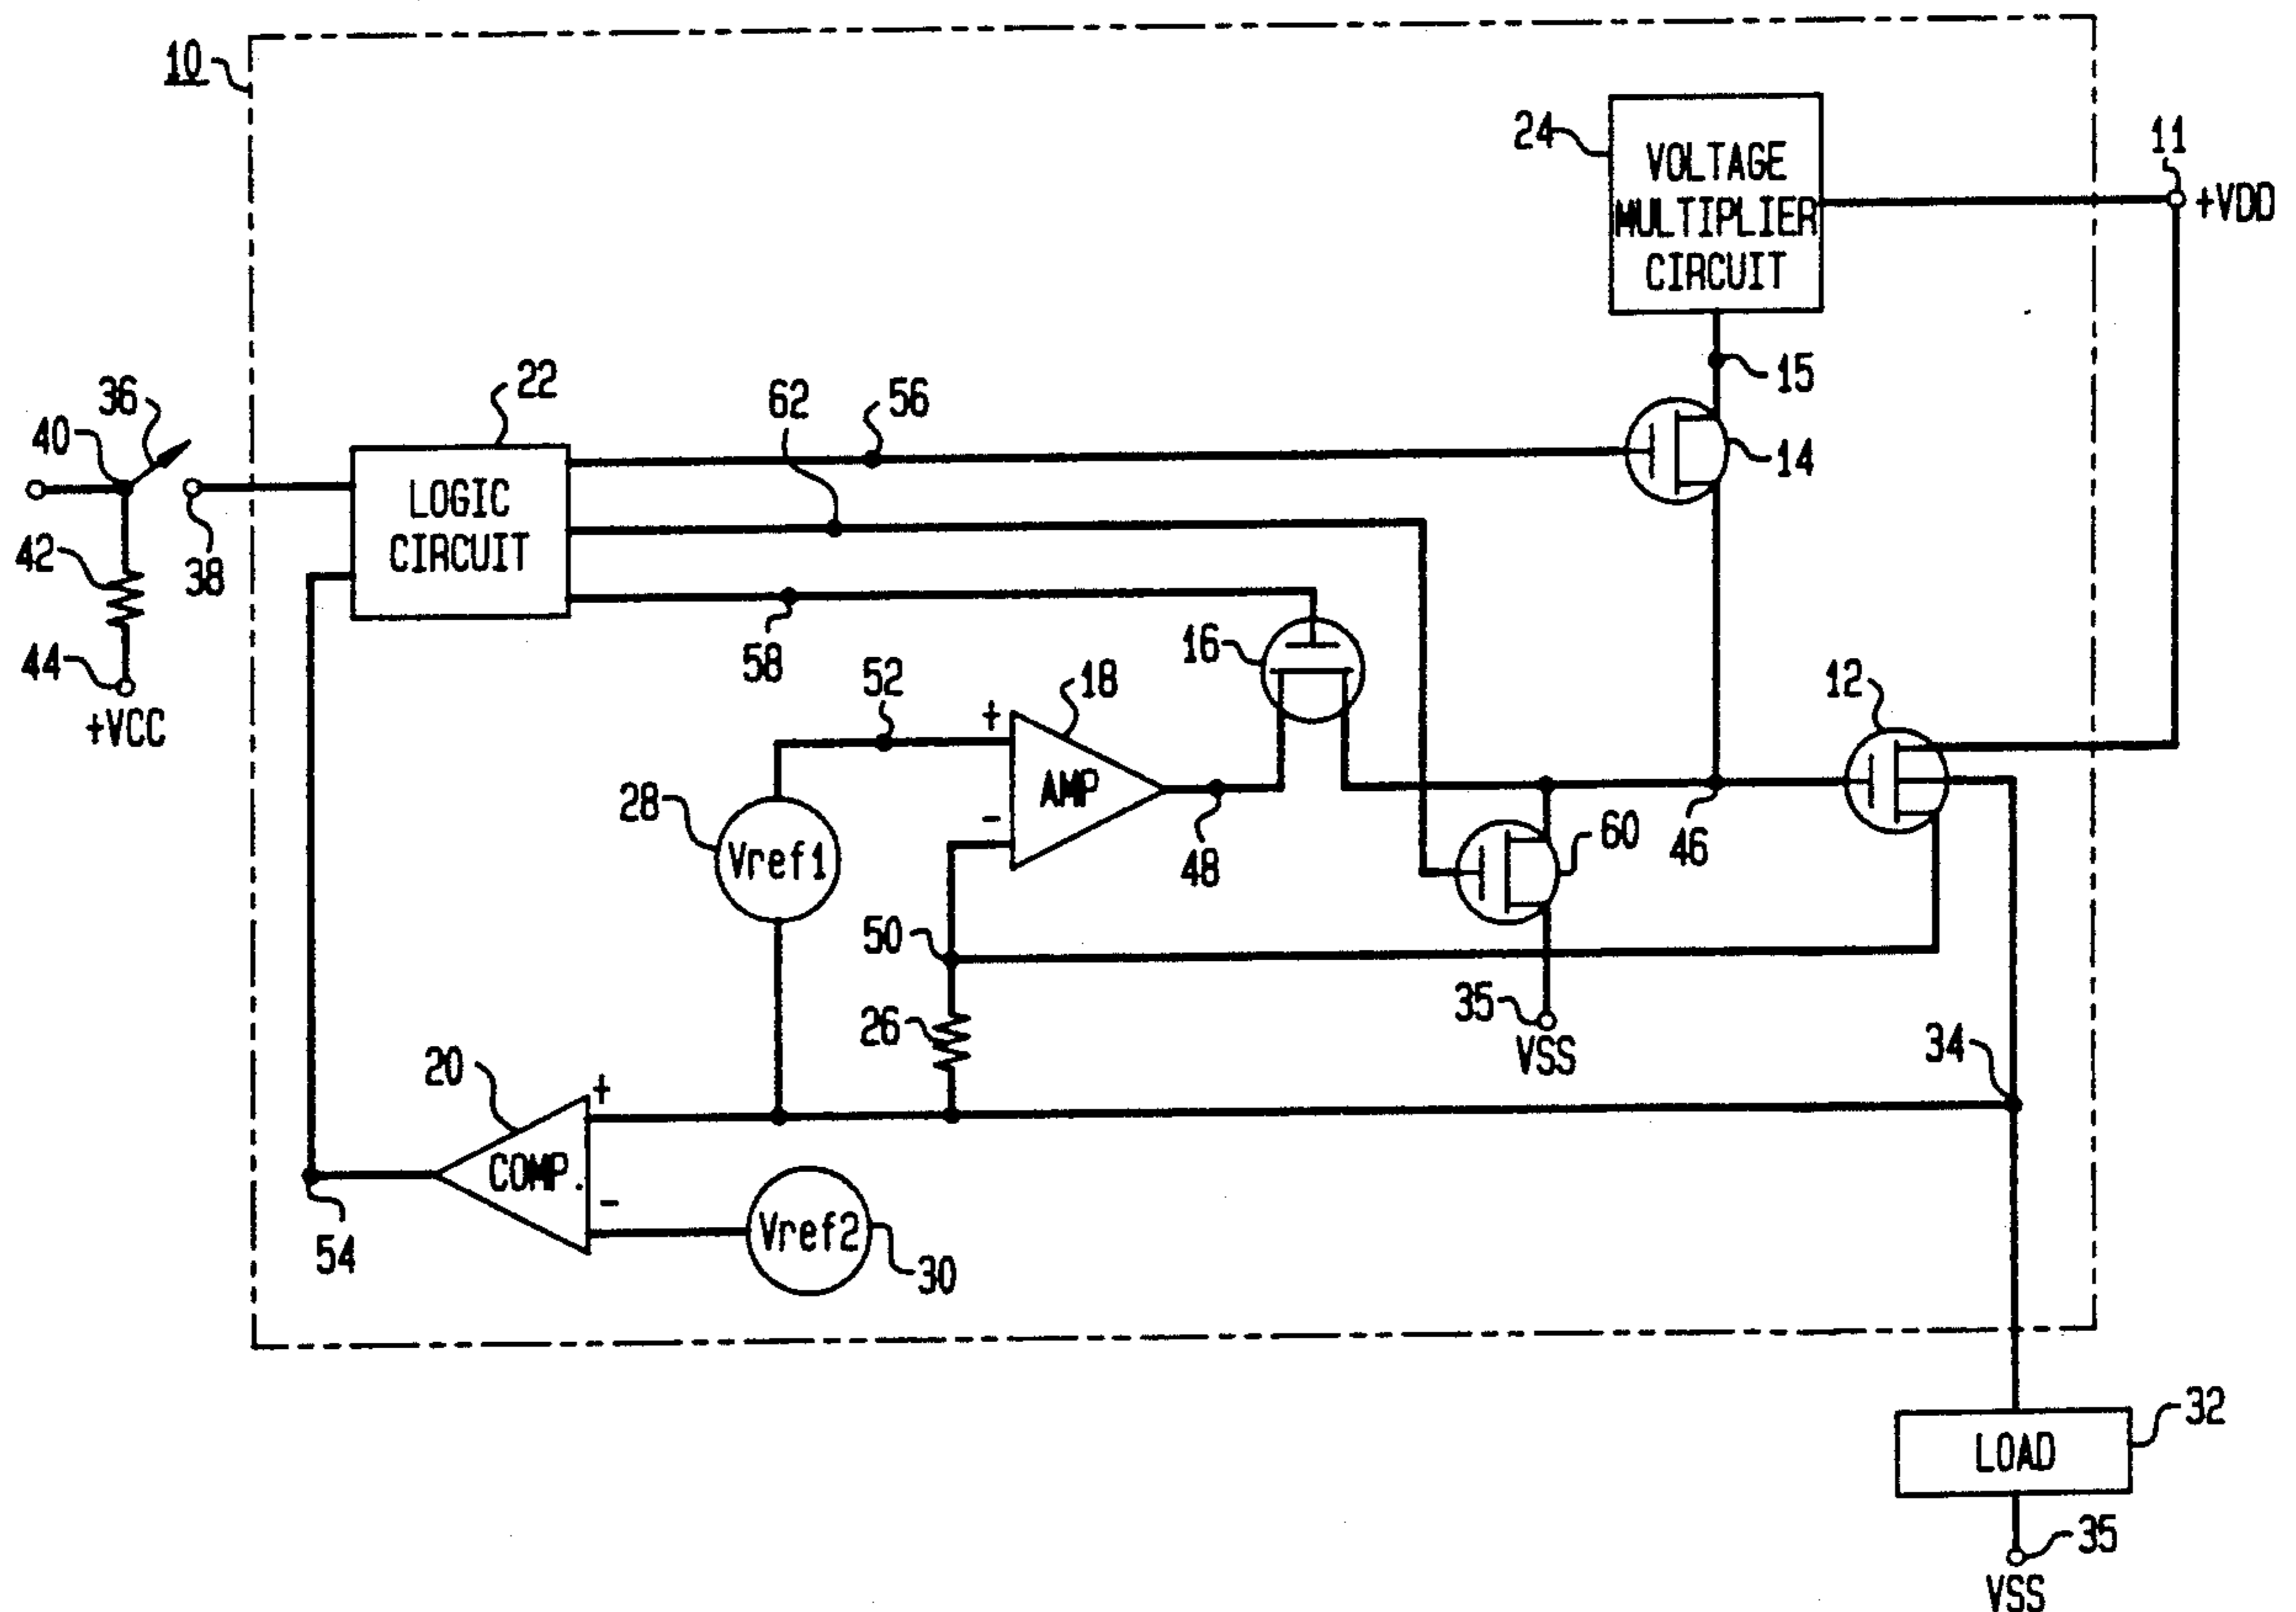 10
24
VOLTAGE
MULTIPLIER
CIRCUIT
11
+VDD
15
14
36
40
22
62
56
LOGIC
CIRCUIT
42
38
44
+VCC
58
16
52
+
18
12
28
Vref1
AMP
-
48
60
46
50
26
35
VSS
34
20
+
COMP.
-
54
Vref2
30
32
LOAD
35
VSS